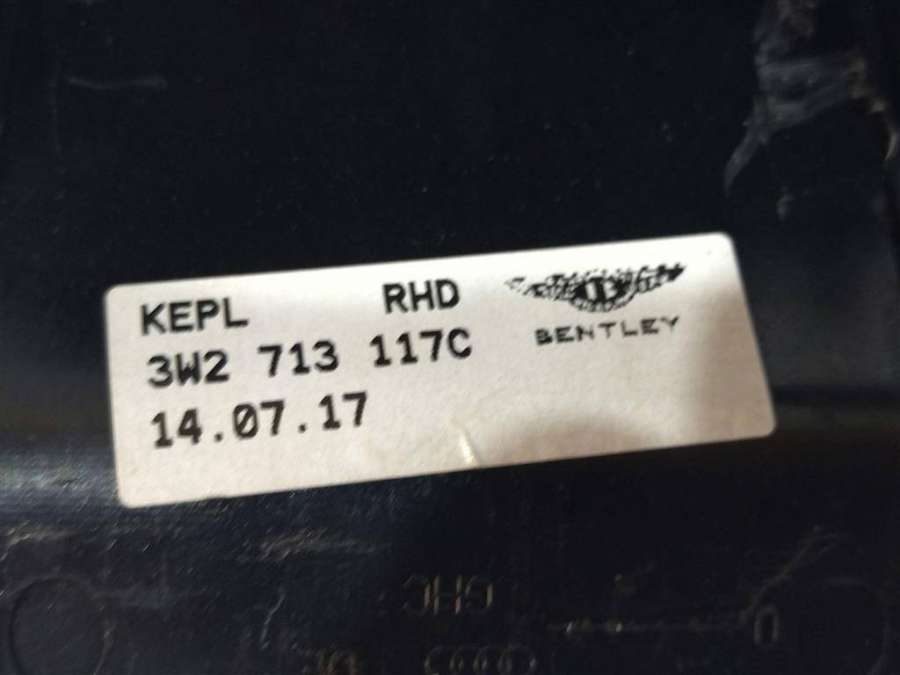 KEPL RHD
BENTLEY
3W2 713 117C
14.07.17